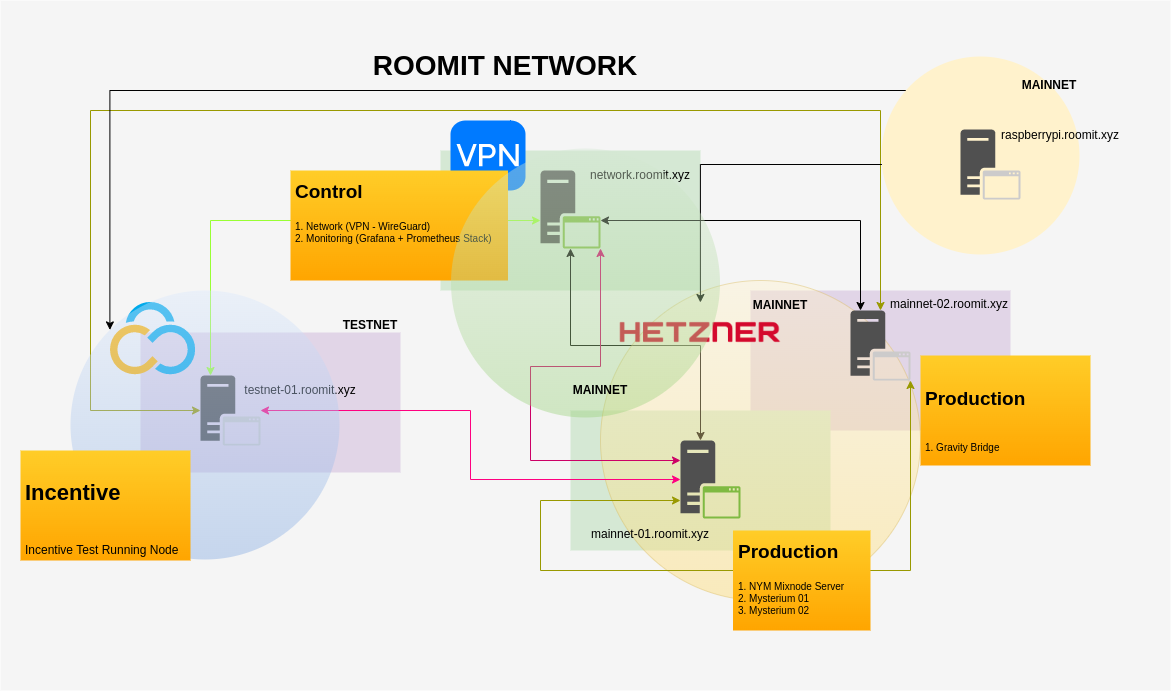 ROOMIT NETWORK
MAINNET
raspberrypi.roomit.xyz
VPN
network.roomit.xyz
Control
1. Network (VPN - WireGuard)
2. Monitoring (Grafana + Prometheus Stack)
MAINNET
mainnet-02.roomit.xyz
HETZNER
TESTNET
testnet-01.roomit.xyz
MAINNET
Production
1. Gravity Bridge
Incentive
Incentive Test Running Node
mainnet-01.roomit.xyz
Production
1. NYM Mixnode Server
2. Mysterium 01
3. Mysterium 02